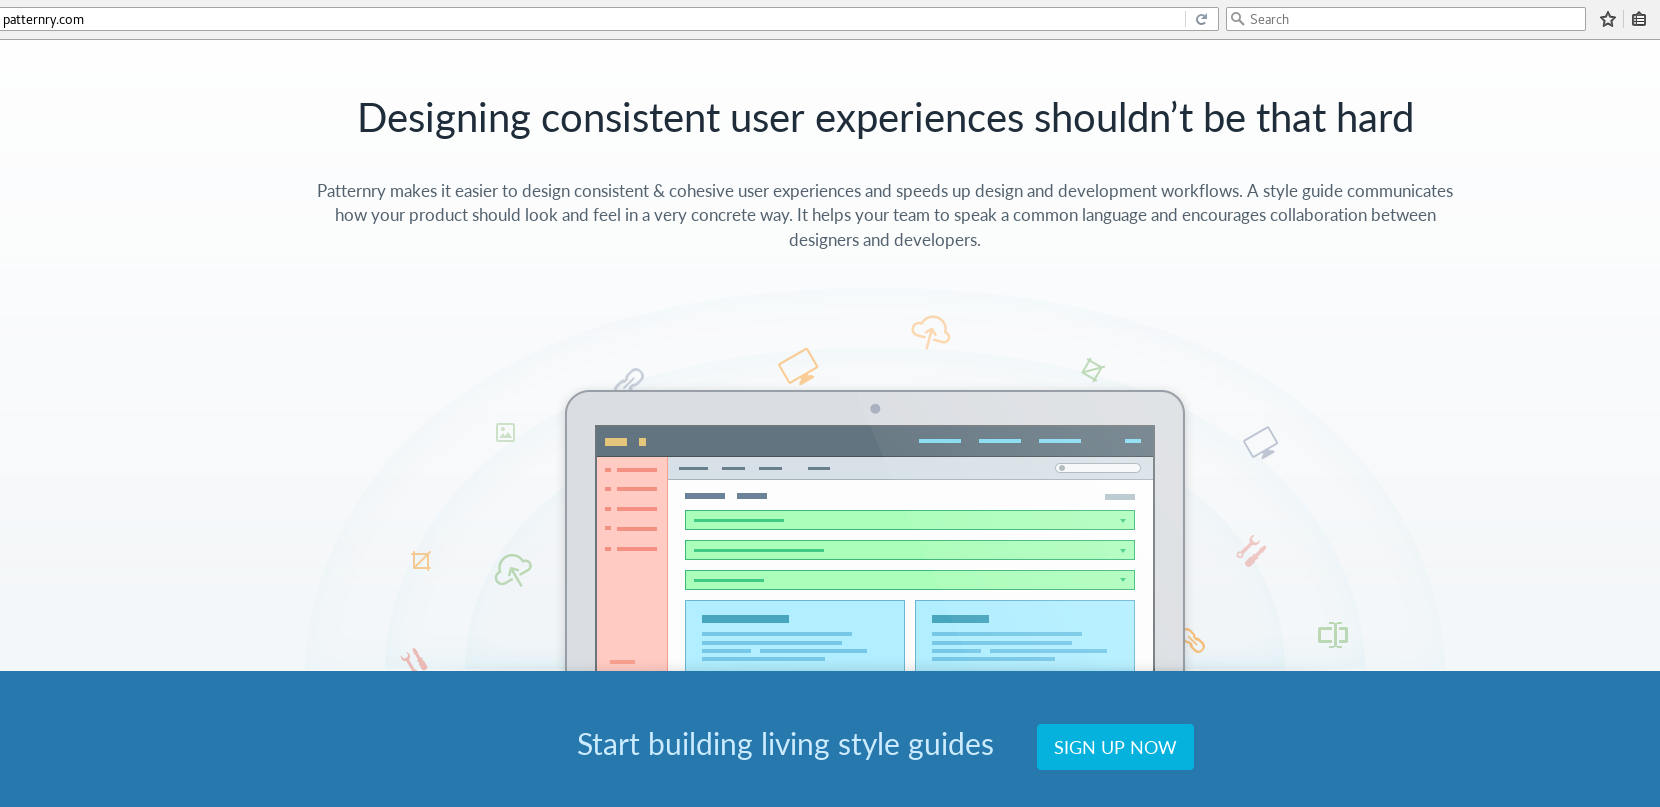 patternry.com
Search
Designing consistent user experiences shouldn’t be that hard
Patternry makes it easier to design consistent & cohesive user experiences and speeds up design and development workflows. A style guide communicates
how your product should look and feel in a very concrete way. It helps your team to speak a common language and encourages collaboration between
designers and developers.
Start building living style guides
SIGN UP NOW